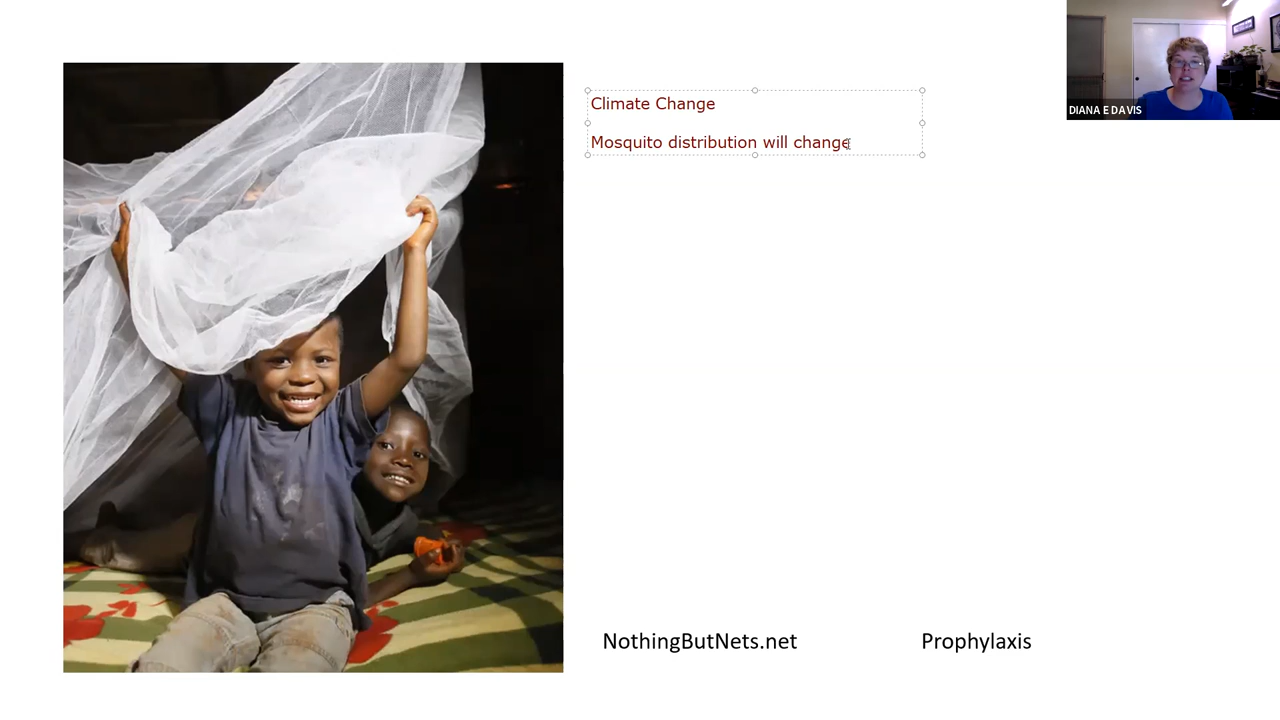 Climate Change
Mosquito distribution will change
NothingButNets.net
Prophylaxis
DIANA E DAVIS